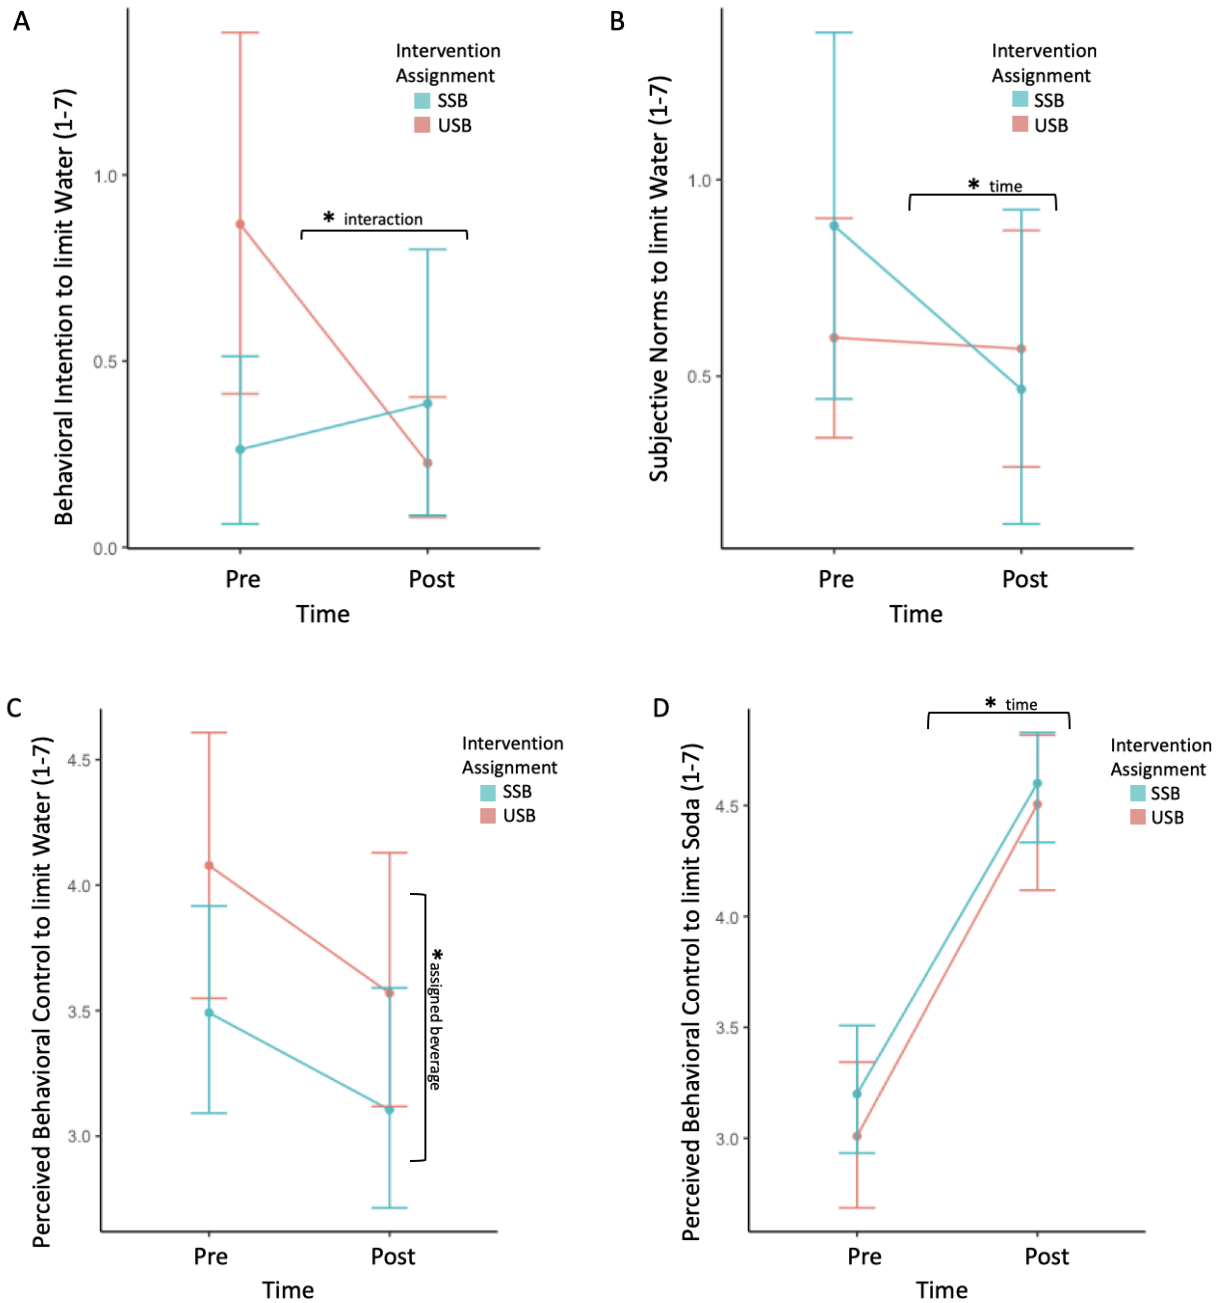 A
Behavioral Intention to limit Water (1-7)
Intervention
Assignment
SSB
USB
* interaction
1.0
0.5
0.0
Pre
Post
Time
B
Subjective Norms to limit Water (1-7)
Intervention
Assignment
SSB
USB
* time
1.0
0.5
Pre
Post
Time
C
Perceived Behavioral Control to limit Water (1-7)
Intervention
Assignment
SSB
USB
* assigned beverage
4.5
4.0
3.5
3.0
Pre
Post
Time
D
Perceived Behavioral Control to limit Soda (1-7)
* time
Intervention
Assignment
SSB
USB
4.5
4.0
3.5
3.0
Pre
Post
Time